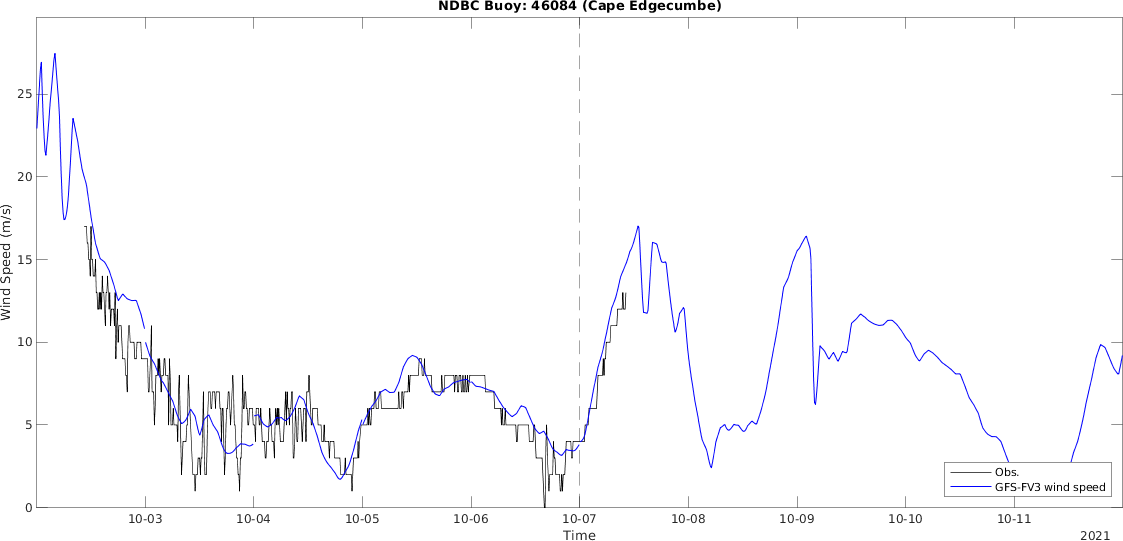 NDBC Buoy: 46084 (Cape Edgecumbe)
Wind Speed (m/s)
25
20
15
10
5
0
10-03 10-04 10-05 10-06 10-07 10-08 10-09 10-10 10-11
Time
2021
Obs.
GFS-FV3 wind speed